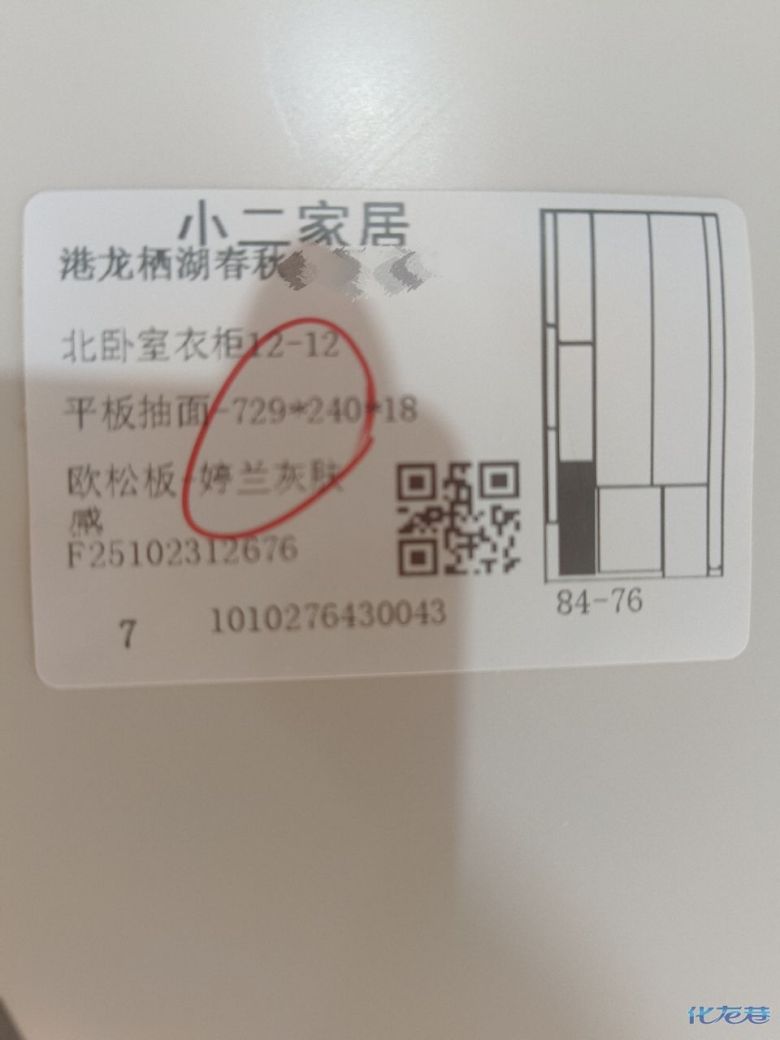 小二家居
港龙栖湖春秋
北卧室衣柜12-12
平板抽面-729*240*18
欧松板-婷兰灰肤
感
F25102312676
7 1010276430043
84-76
化龙巷